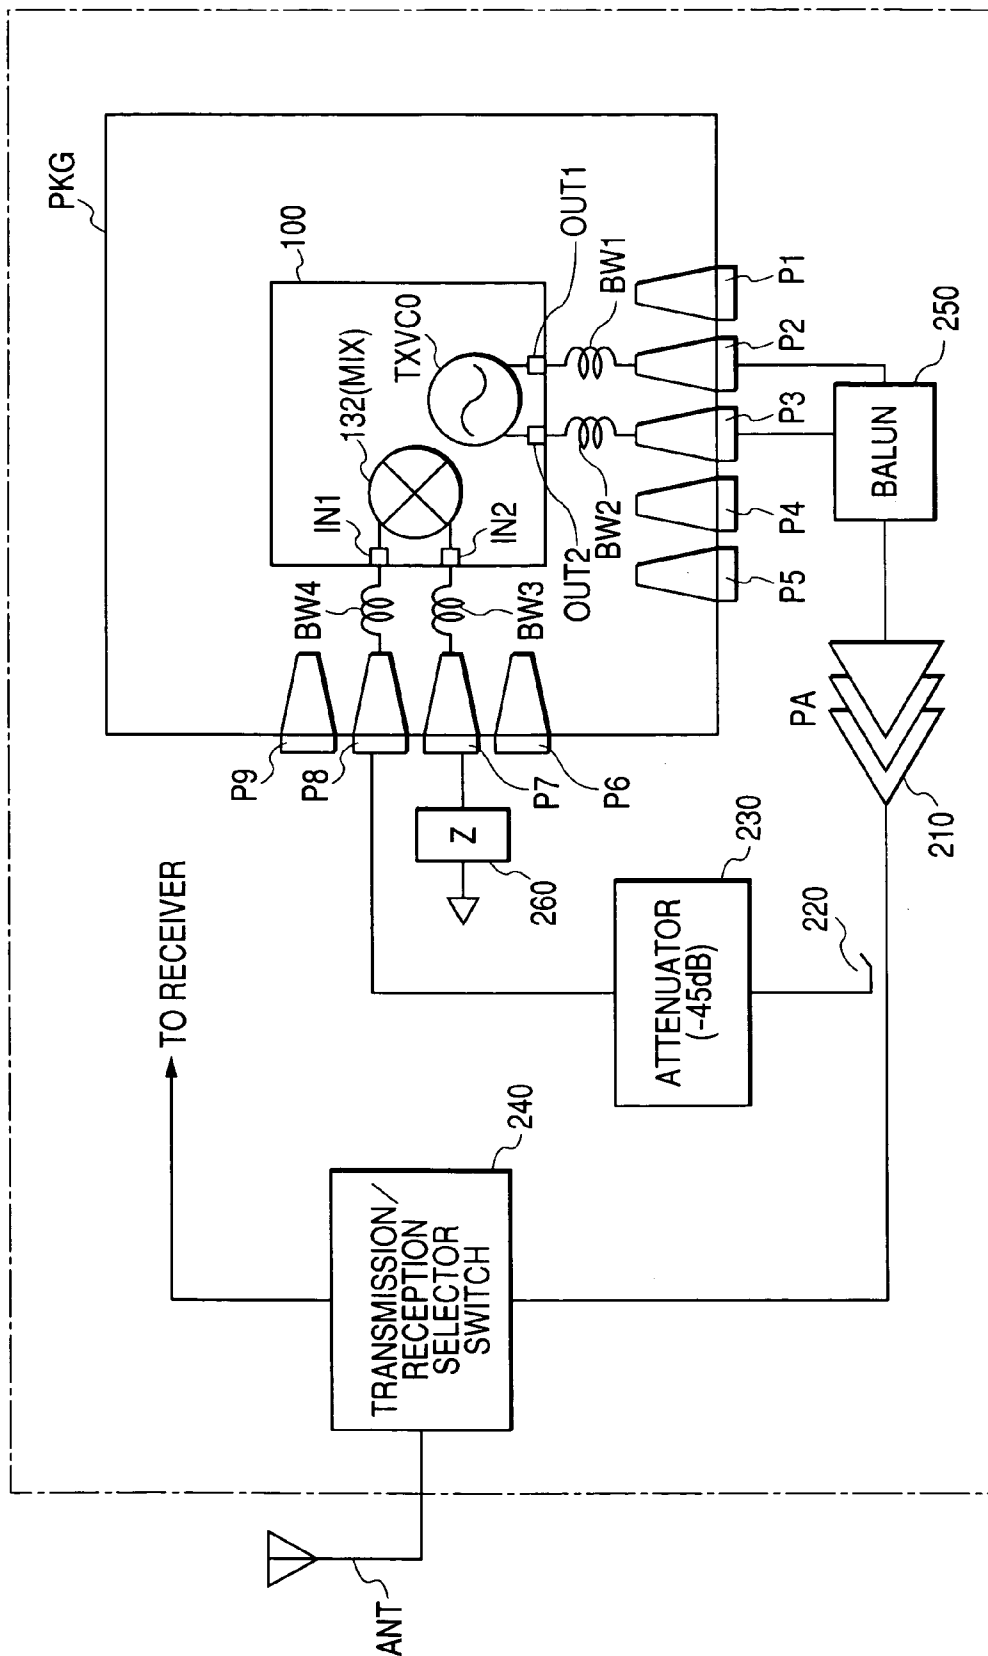 PKG
100
132(MIX)
TXVC0
IN1
IN2
OUT1
OUT2
BW1
BW2
BW3
BW4
P1
P2
P3
P4
P5
P6
P7
P8
P9
250
BALUN
PA
210
Z
260
230
ATTENUATOR
(-45dB)
220
TO RECEIVER
240
TRANSMISSION/
RECEPTION
SELECTOR
SWITCH
ANT